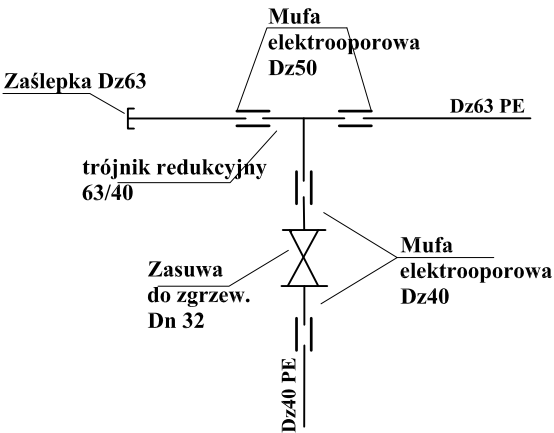 Mufa
elektrooporowa
Dz50
Zaślepka Dz63
Dz63 PE
trójnik redukcyjny
63/40
Mufa
elektrooporowa
Dz40
Zasuwa
do zgrzew.
Dn 32
Dz40 PE